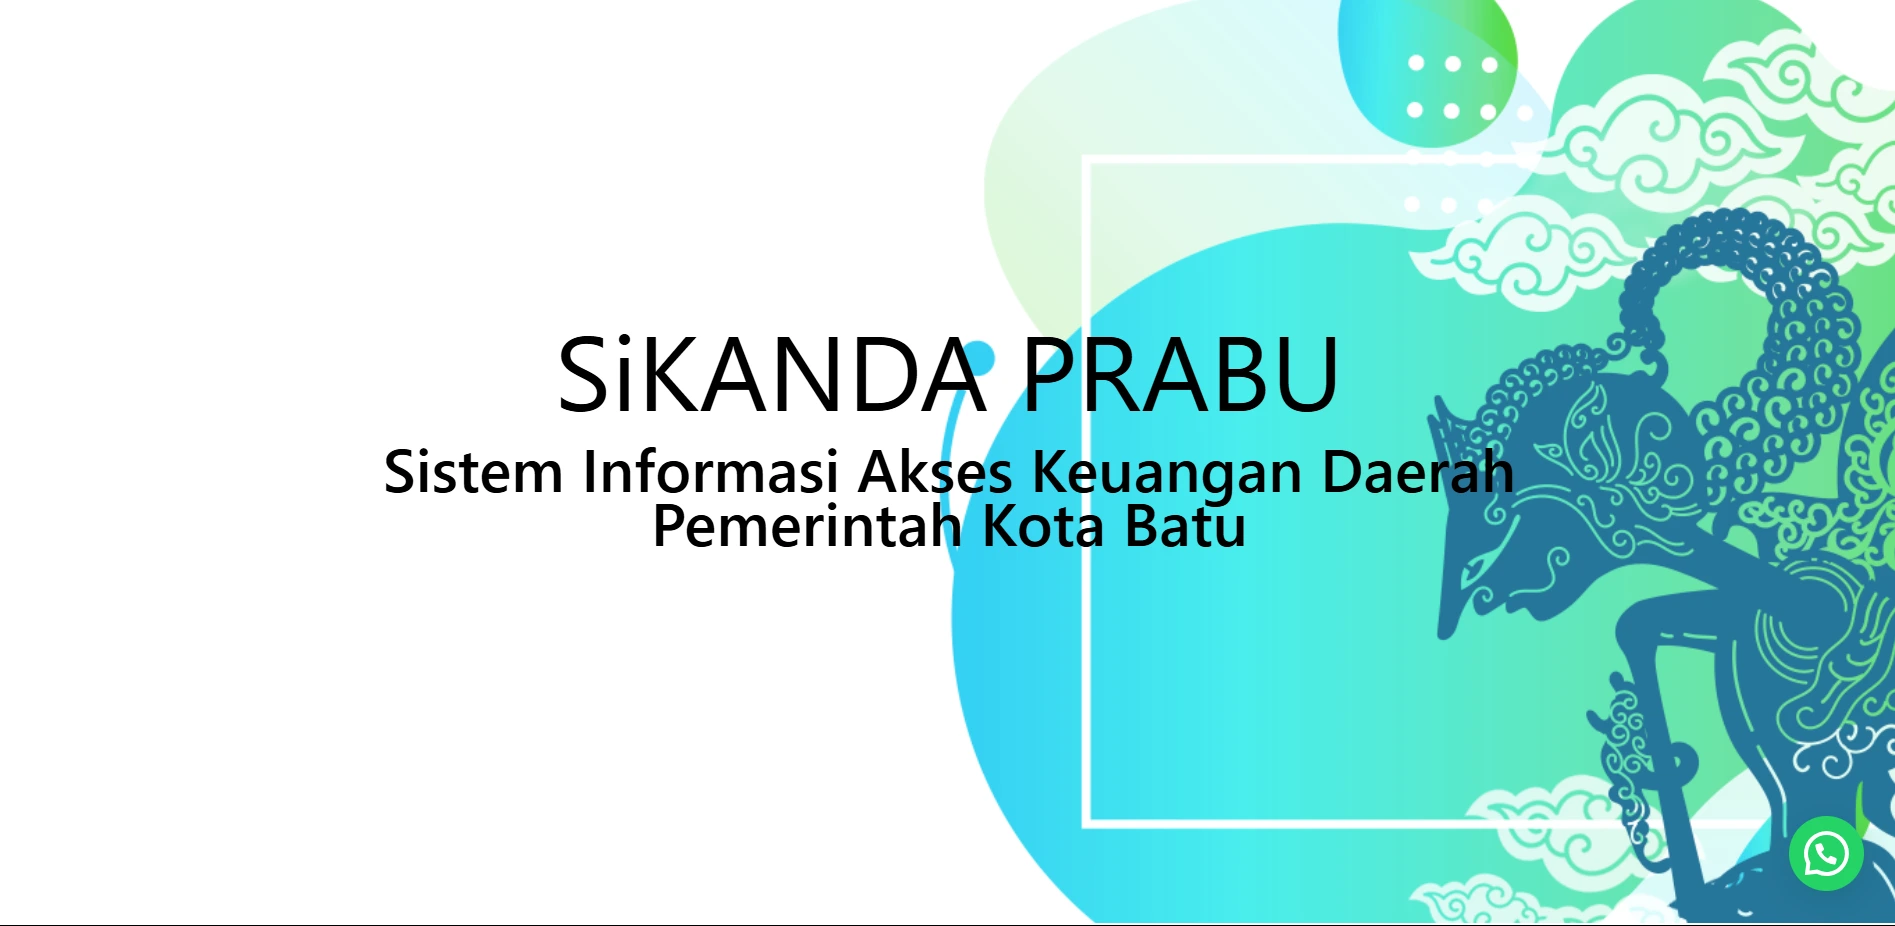 SiKANDA PRABU
Sistem Informasi Akses Keuangan Daerah
Pemerintah Kota Batu